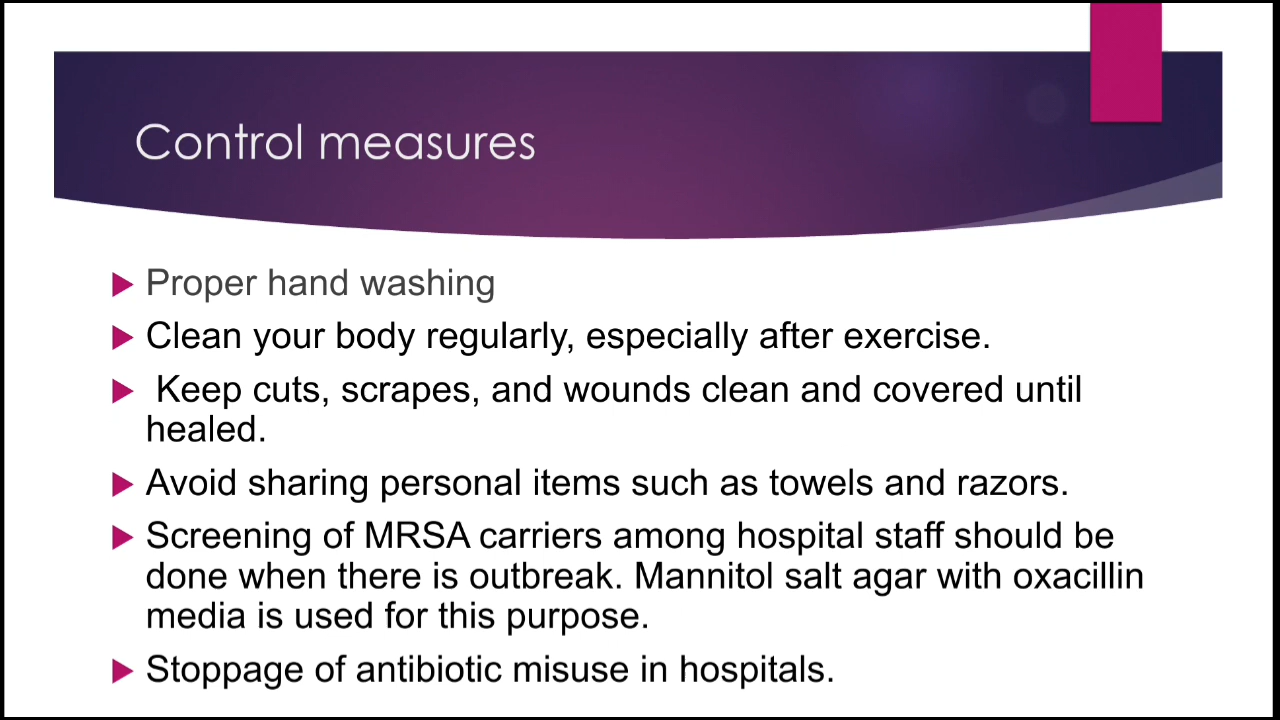 Control measures
Proper hand washing
Clean your body regularly, especially after exercise.
Keep cuts, scrapes, and wounds clean and covered until
healed.
Avoid sharing personal items such as towels and razors.
Screening of MRSA carriers among hospital staff should be
done when there is outbreak. Mannitol salt agar with oxacillin
media is used for this purpose.
Stoppage of antibiotic misuse in hospitals.